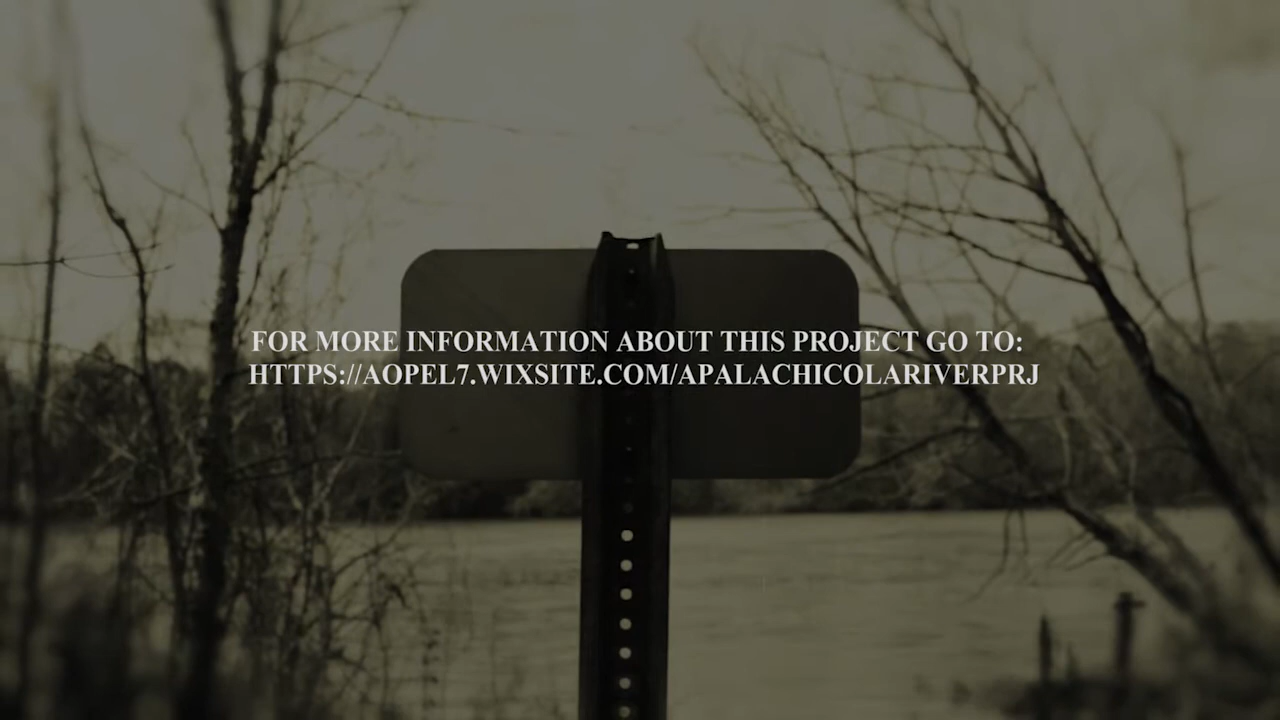 FOR MORE INFORMATION ABOUT THIS PROJECT GO TO:
HTTPS://AOPEL7.WIXSITE.COM/APALACHICOLARIVERPRJ